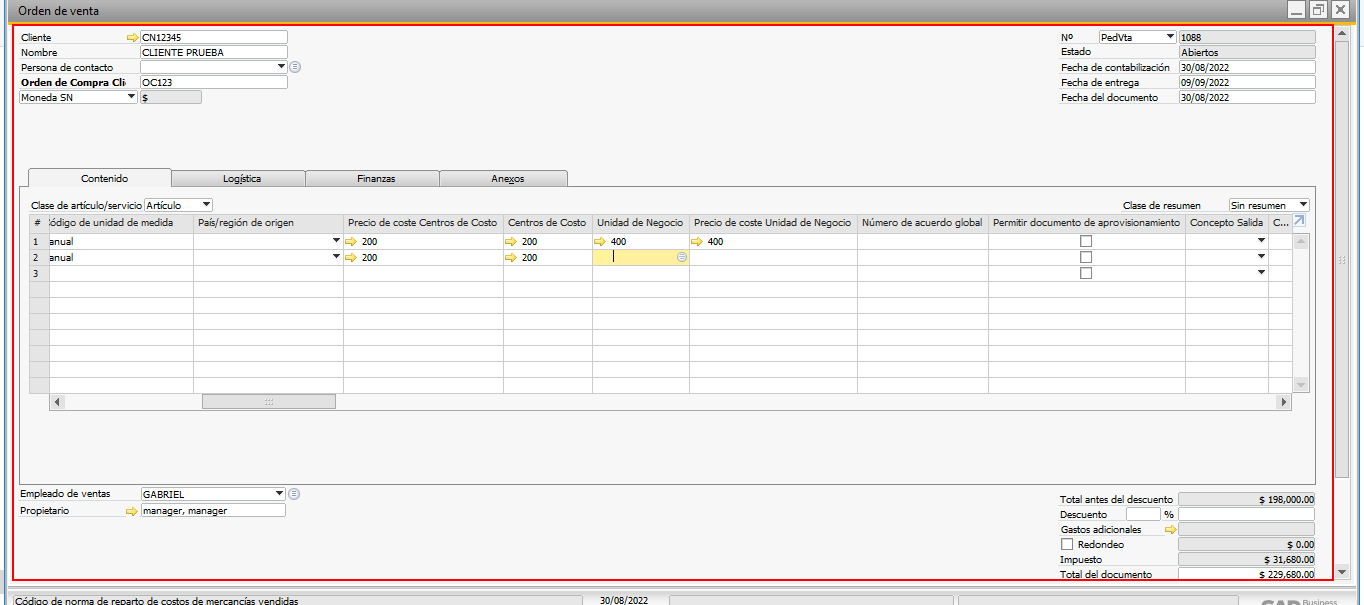 Orden de venta
Cliente CN12345 Nº PedVta 1088
Nombre CLIENTE PRUEBA Estado Abiertos
Persona de contacto Fecha de contabilización 30/08/2022
Orden de Compra Cli OC123 Fecha de entrega 09/09/2022
Moneda SN $ Fecha del documento 30/08/2022
Contenido Logística Finanzas Anexos
Clase de artículo/servicio Artículo Clase de resumen Sin resumen
# Código de unidad de medida País/región de origen Precio de coste Centros de Costo Centros de Costo Unidad de Negocio Precio de coste Unidad de Negocio Número de acuerdo global Permitir documento de aprovisionamiento Concepto Salida C...
1 anual 200 200 400 400
2 anual 200 200
3
Empleado de ventas GABRIEL Total antes del descuento $ 198,000.00
Propietario manager, manager Descuento %
Gastos adicionales
Redondeo $ 0.00
Impuesto $ 31,680.00
Total del documento $ 229,680.00
Código de norma de reparto de costos de mercancías vendidas 30/08/2022 SAP Business